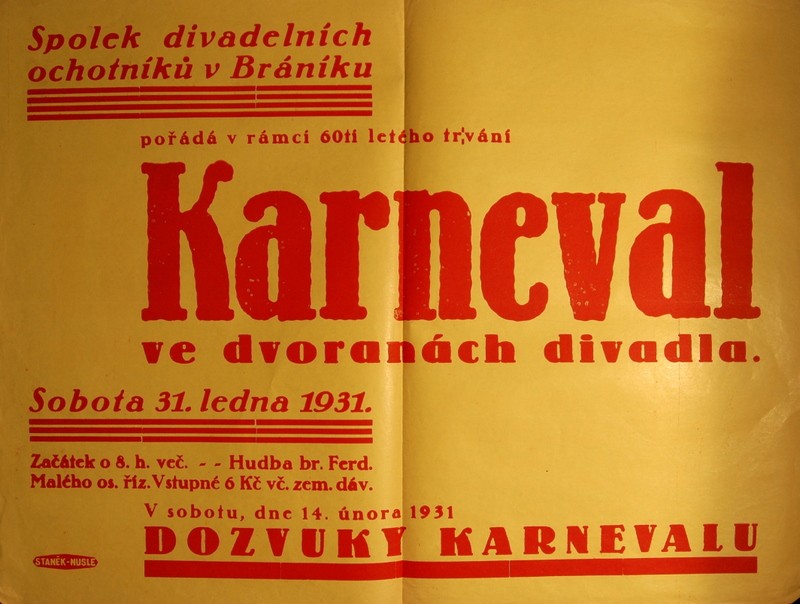 Spolek divadelních
ochotníků v Bráníku
pořádá v rámci 60ti letého trvání
Karneval
ve dvoranách divadla.
Sobota 31. ledna 1931.
Začátek o 8. h. več. - - Hudba br. Ferd.
Malého os. říz. Vstupné 6 Kč vč. zem. dáv.
V sobotu, dne 14. února 1931
DOZVUKY KARNEVALU
STANĚK-NUSLE